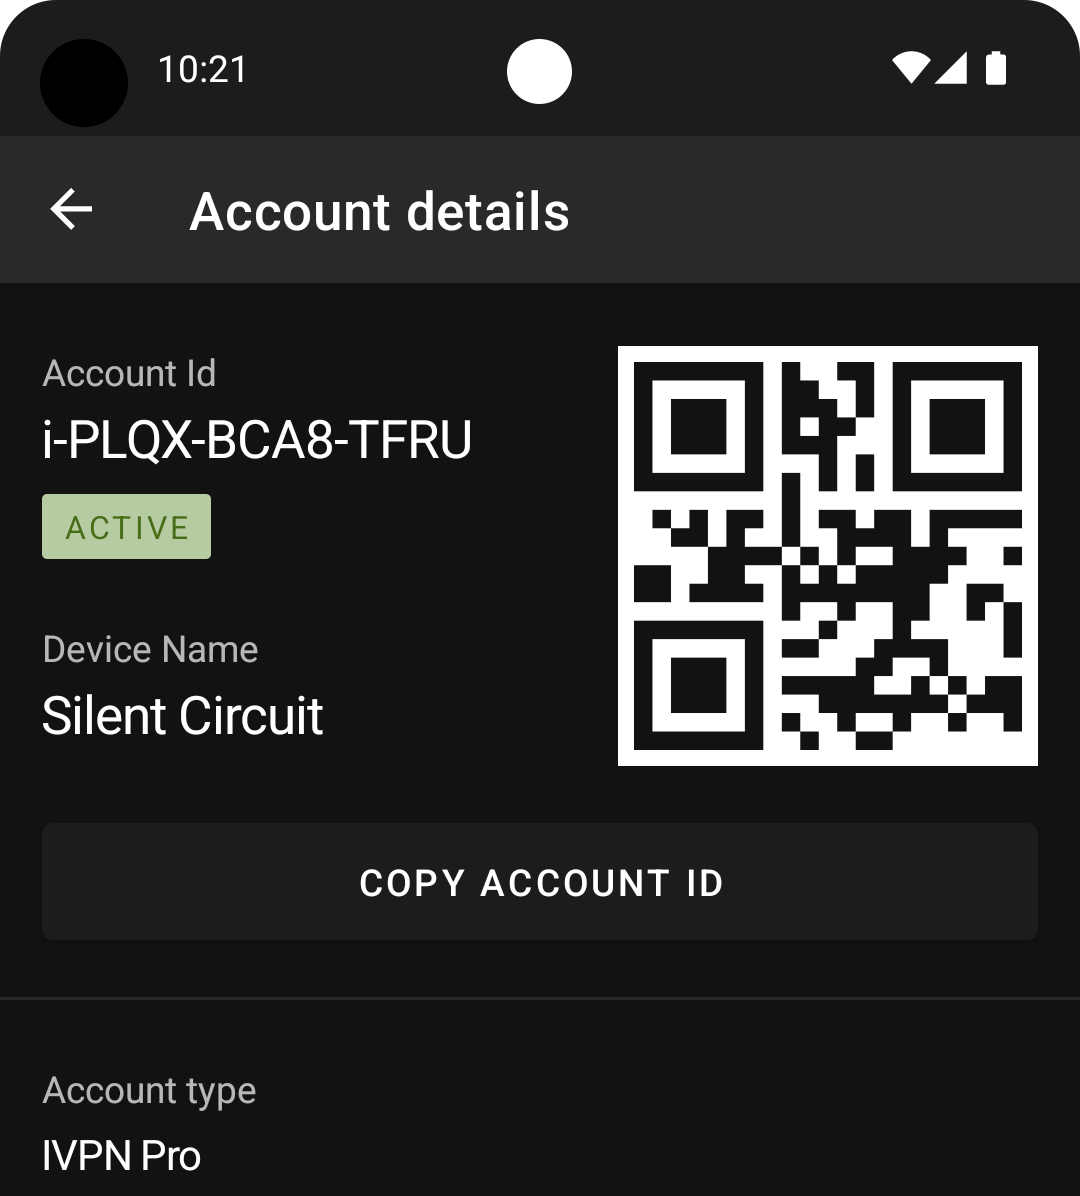 10:21
Account details
Account Id
i-PLQX-BCA8-TFRU
ACTIVE
Device Name
Silent Circuit
COPY ACCOUNT ID
Account type
IVPN Pro